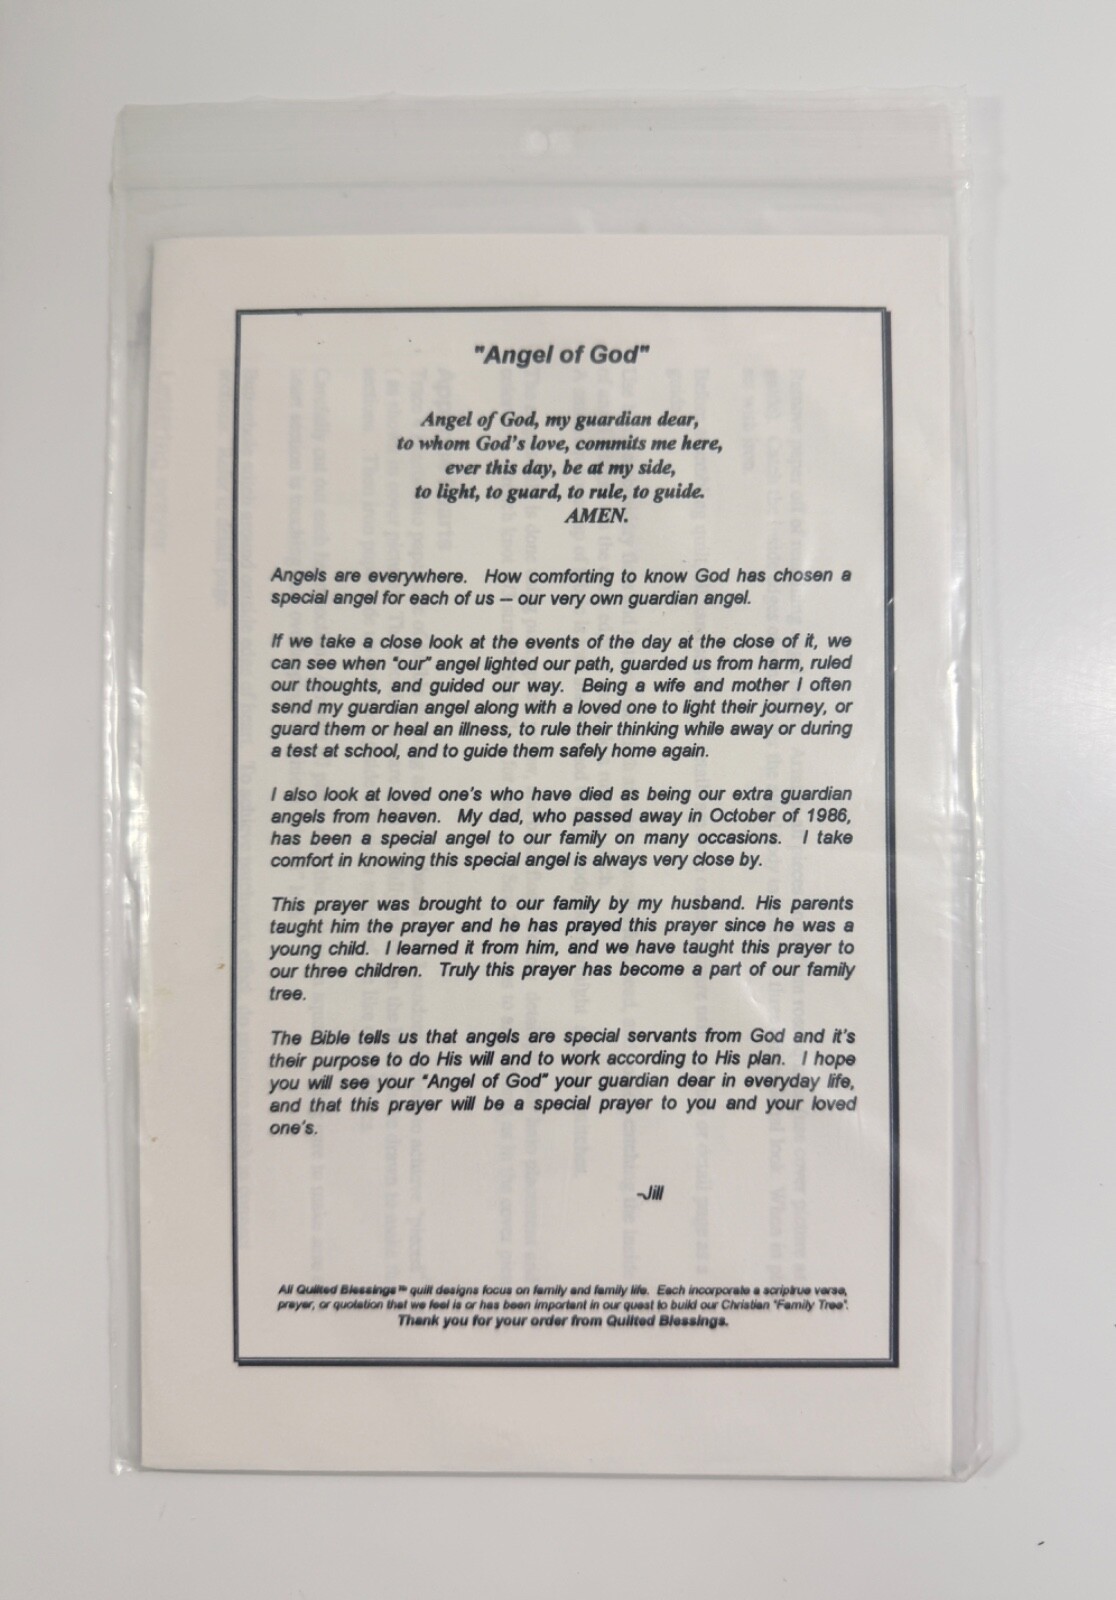 "Angel of God"
Angel of God, my guardian dear,
to whom God's love, commits me here,
ever this day, be at my side,
to light, to guard, to rule, to guide.
AMEN.
Angels are everywhere. How comforting to know God has chosen a
special angel for each of us – our very own guardian angel.
If we take a close look at the events of the day at the close of it, we
can see when "our" angel lighted our path, guarded us from harm, ruled
our thoughts, and guided our way. Being a wife and mother I often
send my guardian angel along with a loved one to light their journey, or
guard them or heal an illness, to rule their thinking while away or during
a test at school, and to guide them safely home again.
I also look at loved one's who have died as being our extra guardian
angels from heaven. My dad, who passed away in October of 1986,
has been a special angel to our family on many occasions. I take
comfort in knowing this special angel is always very close by.
This prayer was brought to our family by my husband. His parents
taught him the prayer and he has prayed this prayer since he was a
young child. I learned it from him, and we have taught this prayer to
our three children. Truly this prayer has become a part of our family
tree.
The Bible tells us that angels are special servants from God and it's
their purpose to do His will and to work according to His plan. I hope
you will see your "Angel of God" your guardian dear in everyday life,
and that this prayer will be a special prayer to you and your loved
one's.
-Jill
All Quilted Blessings™ quilt designs focus on family and family life. Each incorporate a scriptrue verse,
prayer, or quotation that we feel is or has been important in our quest to build our Christian "Family Tree".
Thank you for your order from Quilted Blessings.